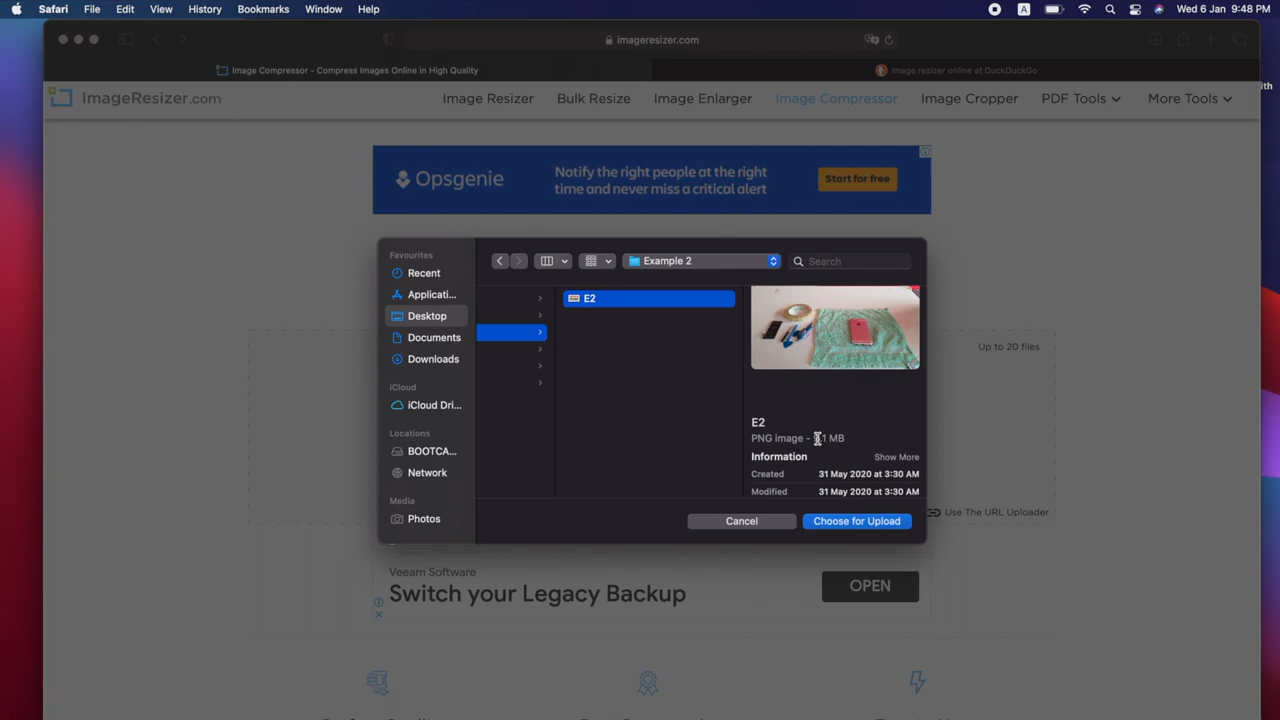 Safari File Edit View History Bookmarks Window Help A Wed 6 Jan 9:48 PM
imageresizer.com
Image Compressor - Compress Images Online in High Quality image resizer online at DuckDuckGo
ith
ImageResizer.com Image Resizer Bulk Resize Image Enlarger Image Compressor Image Cropper PDF Tools More Tools
Opsgenie
Notify the right people at the right
time and never miss a critical alert
Start for free
Favourites
Recent
Applicati...
Desktop
Documents
Downloads
iCloud
iCloud Dri...
Locations
BOOTCA...
Network
Media
Photos
Example 2
Search
E2
E2
PNG image - MB
Information Show More
Created 31 May 2020 at 3:30 AM
Modified 31 May 2020 at 3:30 AM
Cancel Choose for Upload
Up to 20 files
Use The URL Uploader
Veeam Software
Switch your Legacy Backup
OPEN